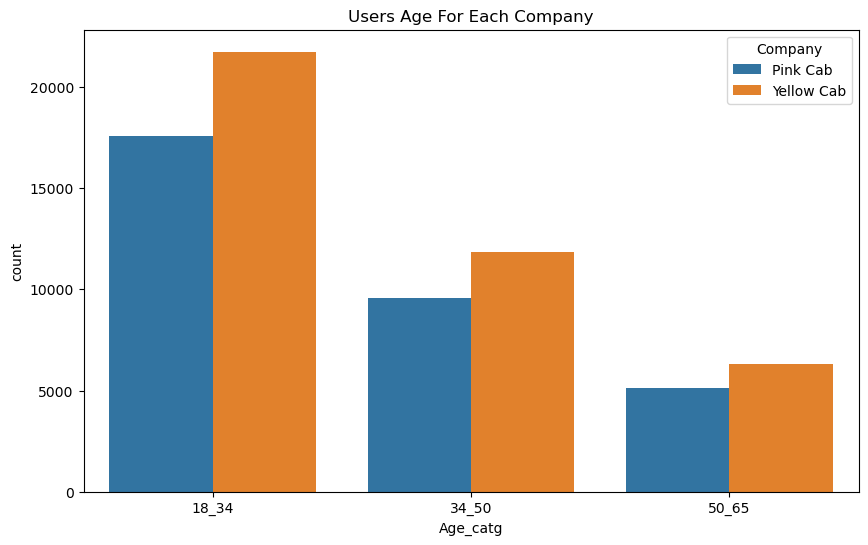 Users Age For Each Company
Company
Pink Cab
Yellow Cab
20000
15000
10000
5000
0
count
18_34
34_50
50_65
Age_catg